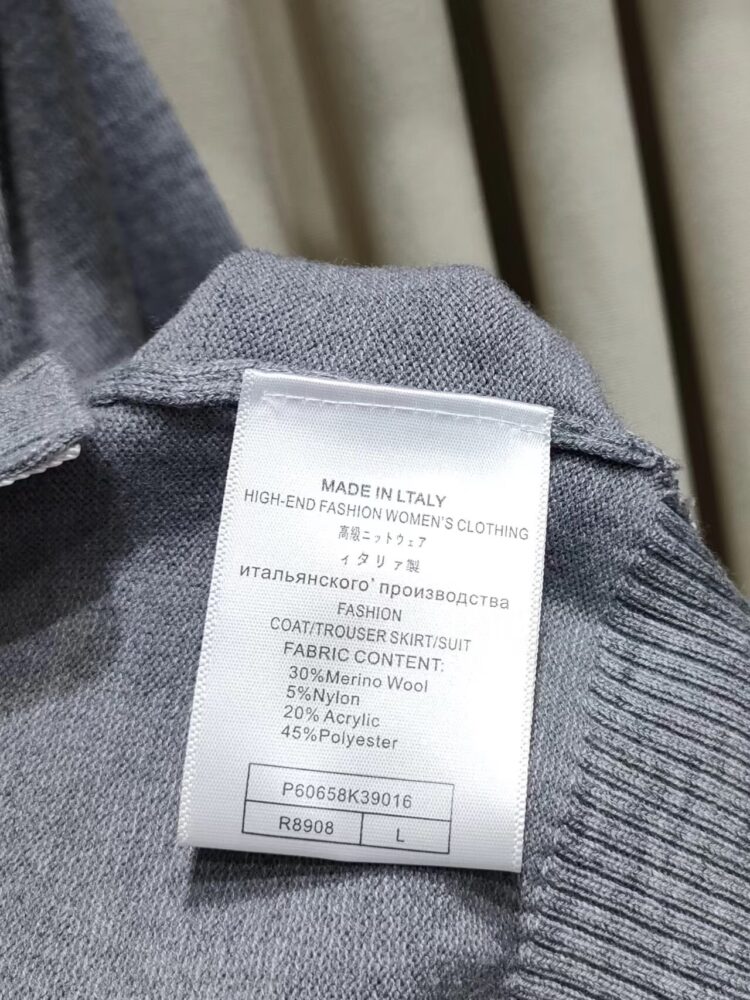 MADE IN LTALY
HIGH-END FASHION WOMEN'S CLOTHING
高級ニットウェア
ィタリァ製
итальянского' производства
FASHION
COAT/TROUSER SKIRT/SUIT
FABRIC CONTENT:
30%Merino Wool
5%Nylon
20% Acrylic
45%Polyester
P60658K39016
R8908 L